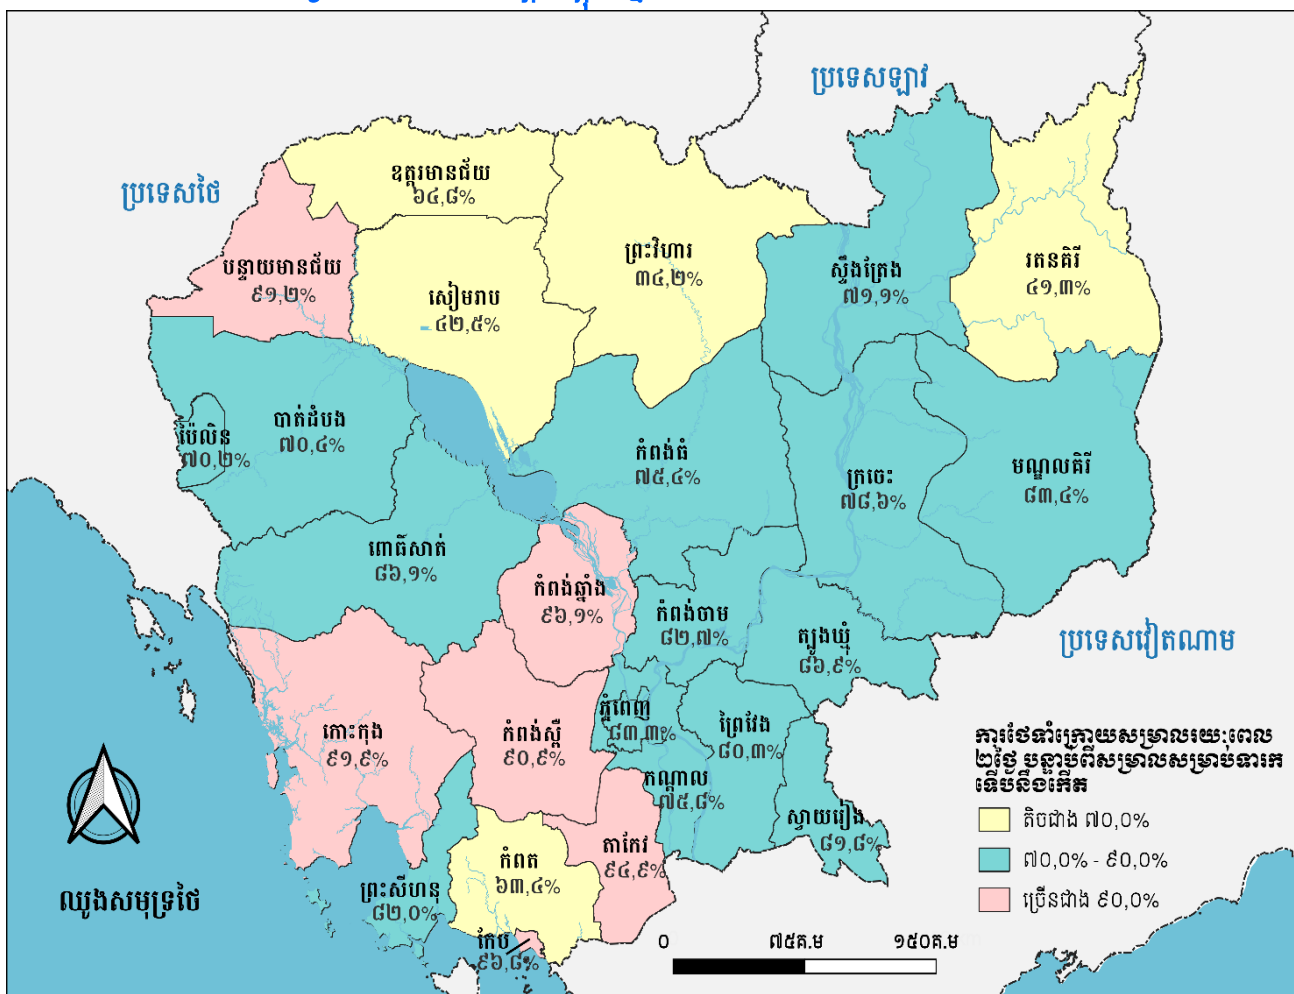 ប្រទេសឡាវ
ប្រទេសថៃ
ឧត្តរមានជ័យ
៦៤,៨%
ព្រះវិហារ
៣៤,២%
បន្ទាយមានជ័យ
៩១,២%
សៀមរាប
៤២,៥%
ស្ទឹងត្រែង
៧១,១%
រតនគិរី
៤១,៣%
ប៉ៃលិន
៧០,២%
បាត់ដំបង
៧០,៤%
កំពង់ធំ
៧៥,៤%
ក្រចេះ
៧៨,៦%
មណ្ឌលគិរី
៨៣,៤%
ពោធិ៍សាត់
៨៦,១%
កំពង់ឆ្នាំង
៩៦,១%
កំពង់ចាម
៨២,៧%
ត្បូងឃ្មុំ
៨៦,៩%
ប្រទេសវៀតណាម
កោះកុង
៩១,៩%
កំពង់ស្ពឺ
៩០,៩%
ភ្នំពេញ
៨៣,៣%
ព្រៃវែង
៨០,៣%
កណ្តាល
៧៥,៨%
ស្វាយរៀង
៨១,៨%
តាកែវ
៩៤,៩%
កំពត
៦៣,៤%
ព្រះសីហនុ
៨២,០%
កែប
៩៦,៨%
ឈូងសមុទ្រថៃ
ការថែទាំក្រោយសម្រាលរយៈពេល
២ថ្ងៃ បន្ទាប់ពីសម្រាលសម្រាប់ទារក
ទើបនឹងកើត
តិចជាង ៧០,០%
៧០,០% - ៩០,០%
ច្រើនជាង ៩០,០%
០ ៧៥គ.ម ១៥០គ.ម